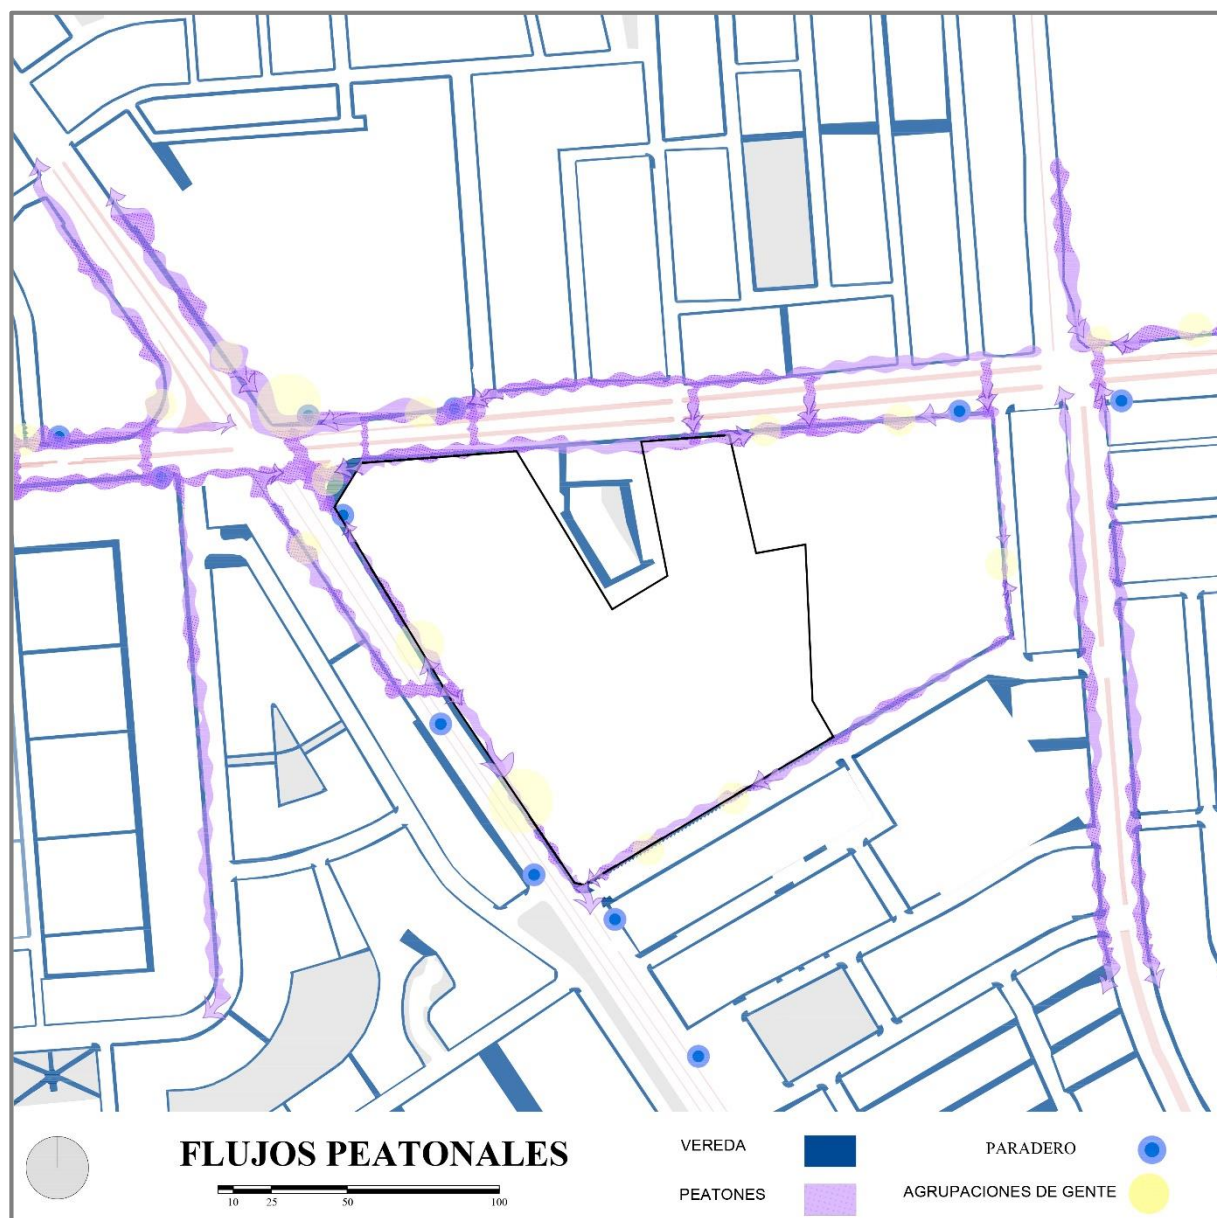 FLUJOS PEATONALES
10 25 50 100
VEREDA
PARADERO
PEATONES
AGRUPACIONES DE GENTE